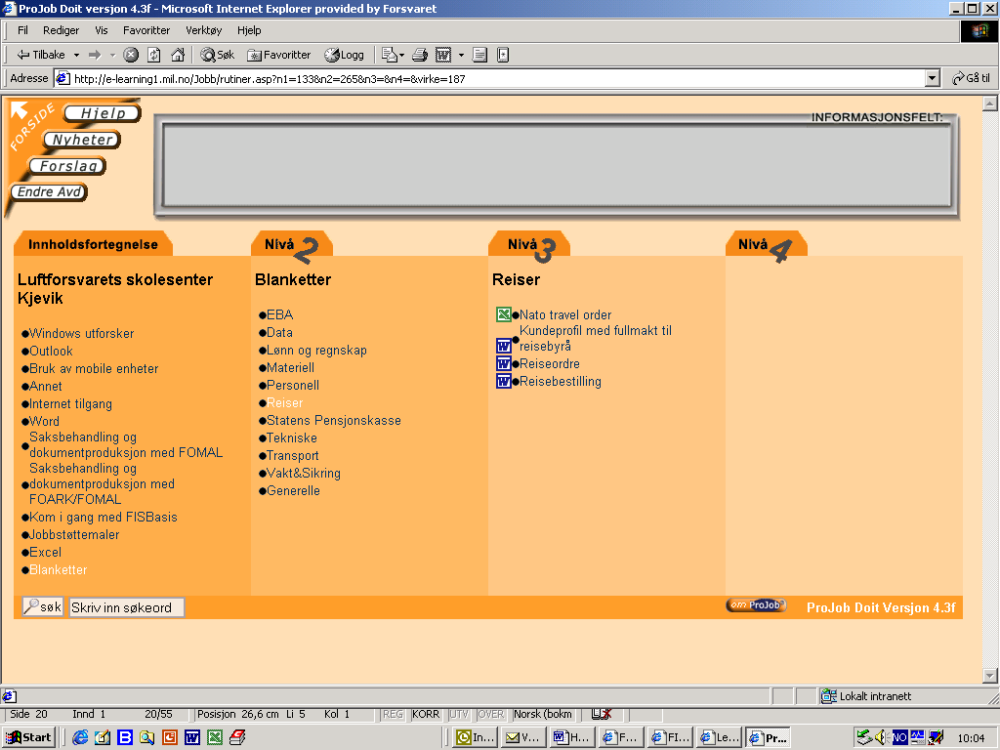 ProJob Doit versjon 4.3f - Microsoft Internet Explorer provided by Forsvaret
Fil Rediger Vis Favoritter Verktøy Hjelp
Tilbake Søk Favoritter Logg
Adresse http://e-learning1.mil.no/Jobb/rutiner.asp?n1=133&n2=265&n3=&n4=&virke=187 Gå til
FORSIDE
Hjelp
Nyheter
Forslag
Endre Avd
INFORMASJONSFELT:
Innholdsfortegnelse
Luftforsvarets skolesenter
Kjevik
Windows utforsker
Outlook
Bruk av mobile enheter
Annet
Internet tilgang
Word
Saksbehandling og
dokumentproduksjon med FOMAL
Saksbehandling og
dokumentproduksjon med
FOARK/FOMAL
Kom i gang med FISBasis
Jobbstøttemaler
Excel
Blanketter
Nivå 2
Blanketter
EBA
Data
Lønn og regnskap
Materiell
Personell
Reiser
Statens Pensjonskasse
Tekniske
Transport
Vakt&Sikring
Generelle
Nivå 3
Reiser
Nato travel order
Kundeprofil med fullmakt til
reisebyrå
Reiseordre
Reisebestilling
Nivå 4
søk Skriv inn søkeord
om ProJob ProJob Doit Versjon 4.3f
Lokalt intranett
Side 20 Innd 1 20/55 Posisjon 26,6 cm Li 5 Kol 1 REG KORR UTV OVER Norsk (bokm
Start In... V... H... F... FI... Le... Pr... NO 10:04